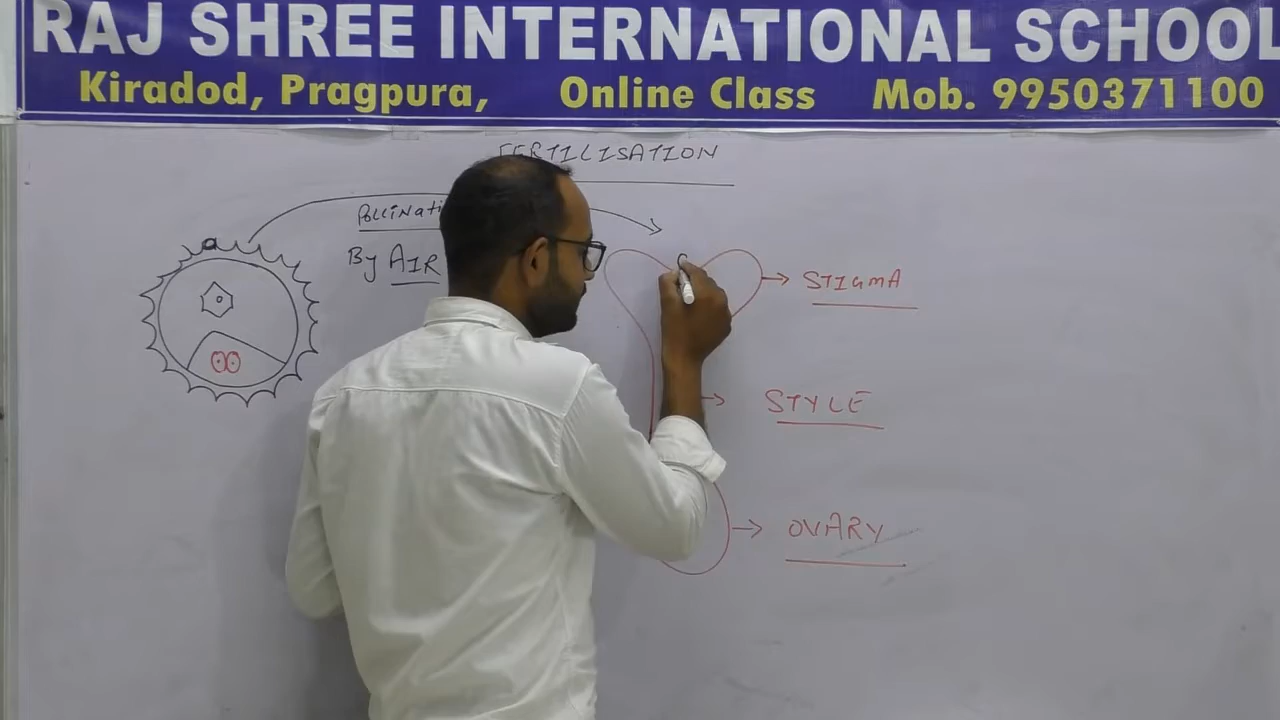 RAJ SHREE INTERNATIONAL SCHOOL
Kiradod, Pragpura, Online Class Mob. 9950371100
FERTILISATION
By AIR
STIGMA
STYLE
OVARY